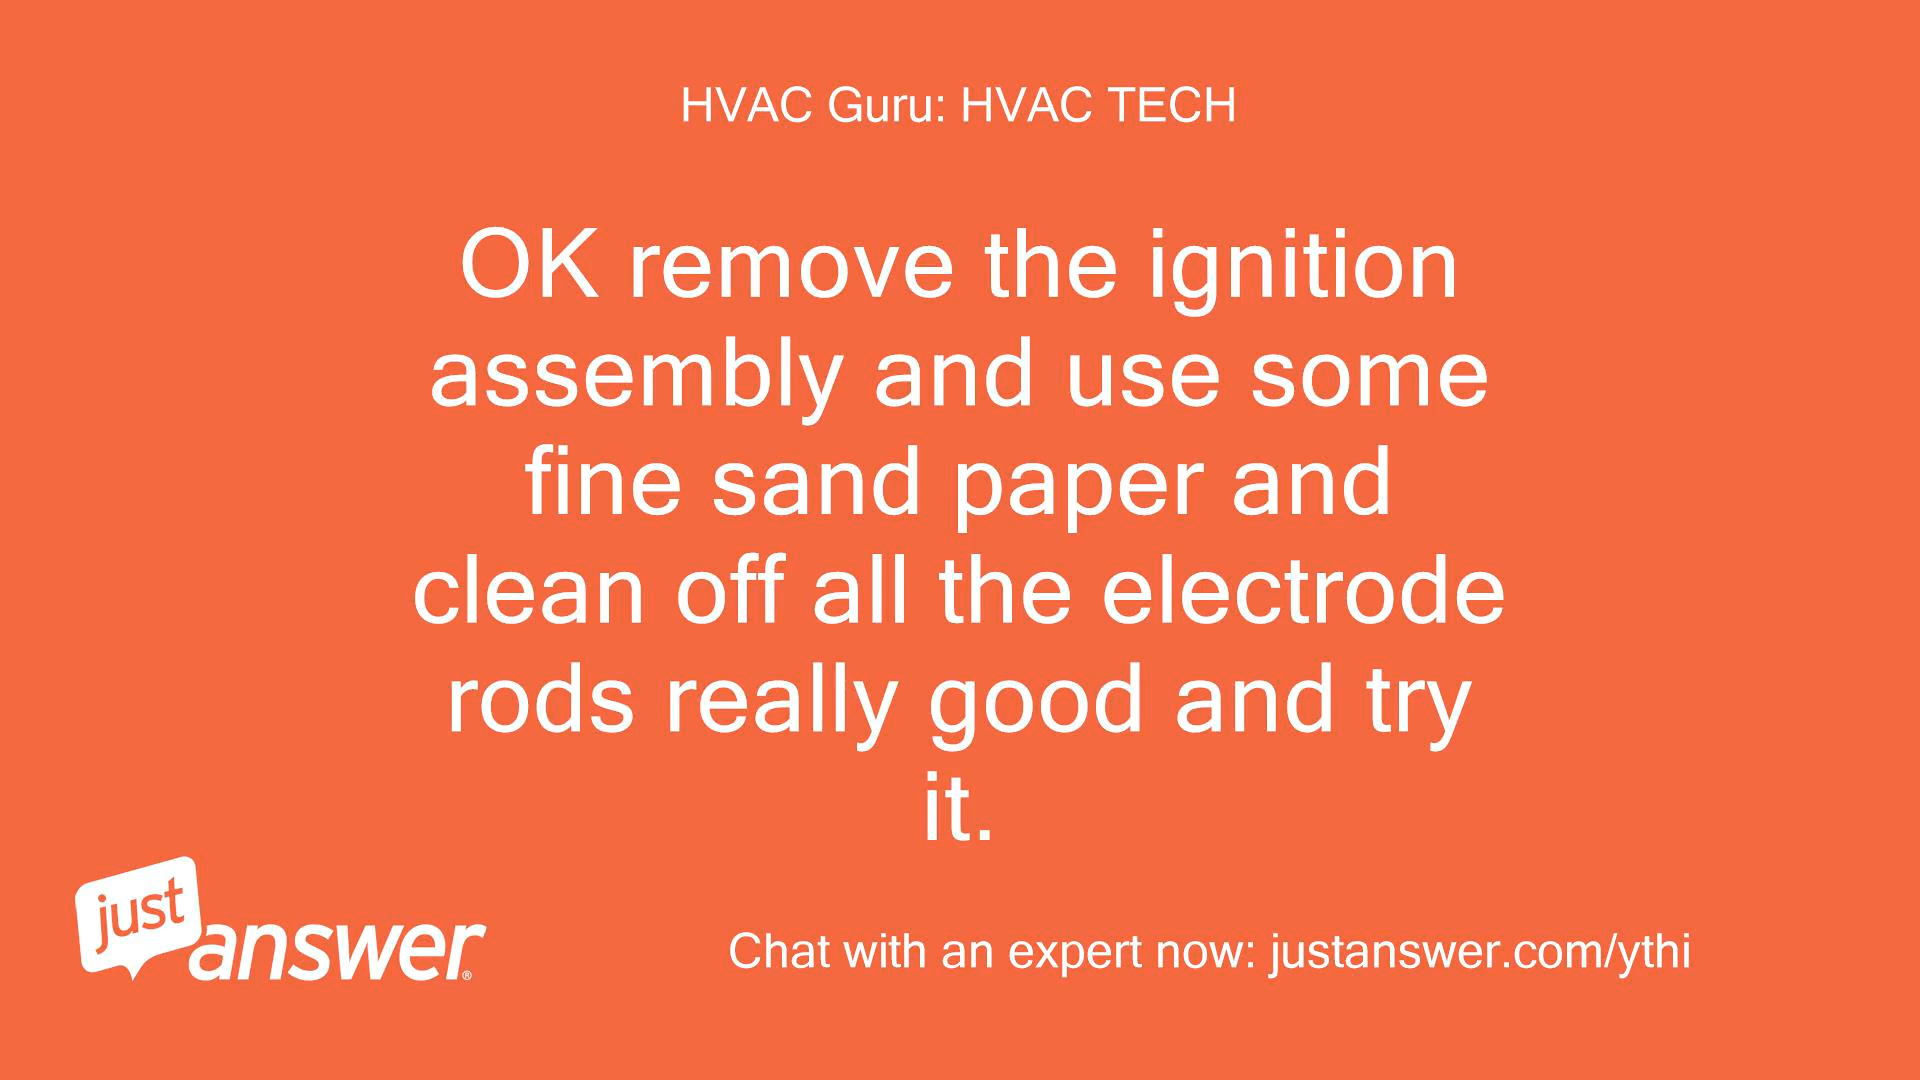 HVAC Guru: HVAC TECH
OK remove the ignition
assembly and use some
fine sand paper and
clean off all the electrode
rods really good and try
it.
just
answer®
Chat with an expert now: justanswer.com/ythi